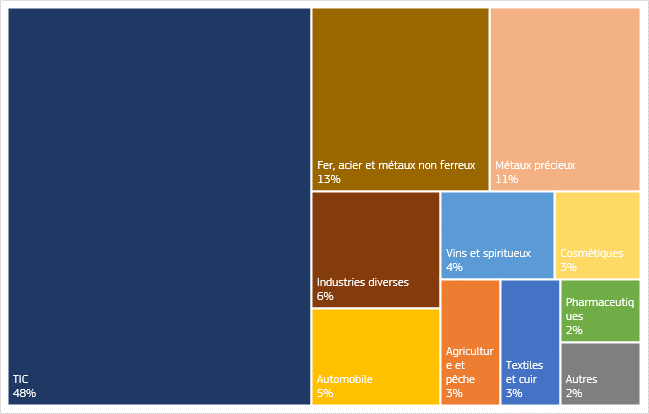 TIC
48%
Fer, acier et métaux non ferreux
13%
Métaux précieux
11%
Industries diverses
6%
Automobile
5%
Vins et spiritueux
4%
Cosmétiques
3%
Agricultur
e et
pêche
3%
Textiles
et cuir
3%
Pharmaceutiq
ues
2%
Autres
2%